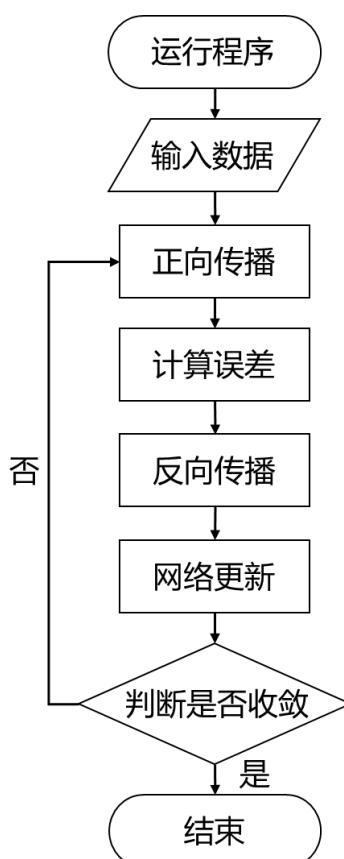 运行程序
输入数据
正向传播
计算误差
反向传播
否
网络更新
判断是否收敛
是
结束